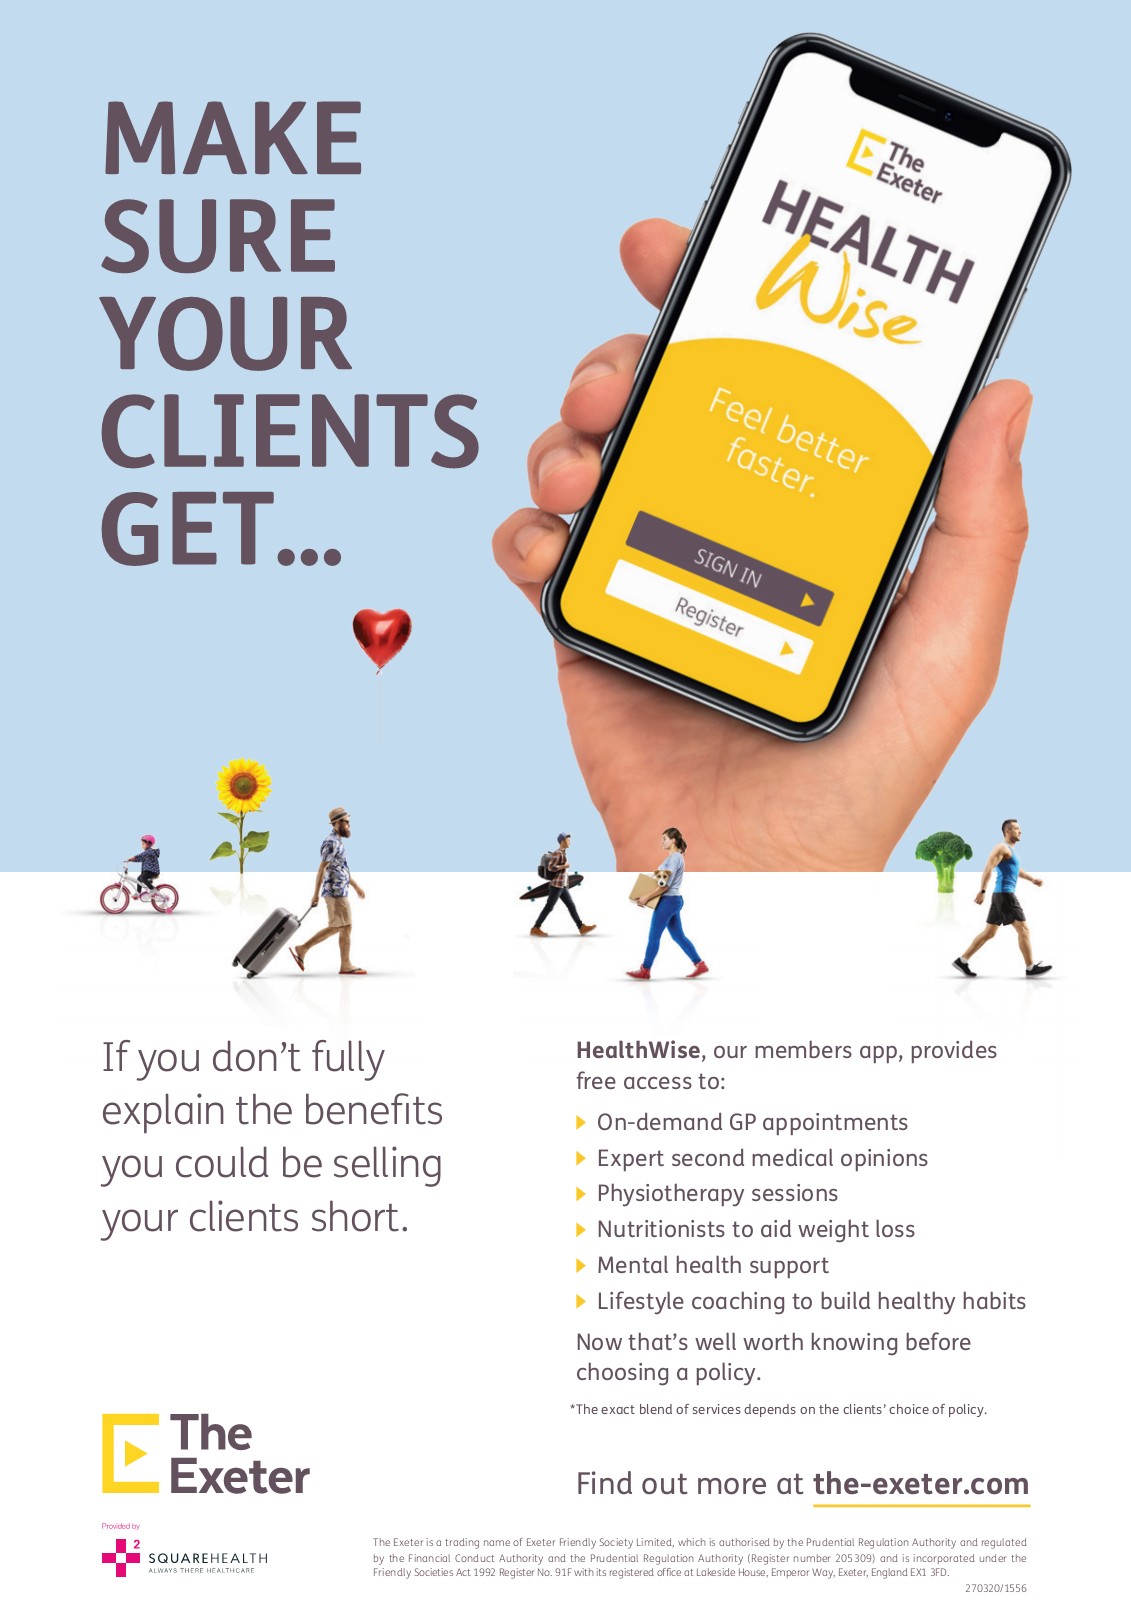 MAKE
SURE
YOUR
CLIENTS
GET...
The
Exeter
HEALTH
Wise
Feel better
faster.
SIGN IN
Register
If you don't fully
explain the benefits
you could be selling
your clients short.
HealthWise, our members app, provides
free access to:
On-demand GP appointments
Expert second medical opinions
Physiotherapy sessions
Nutritionists to aid weight loss
Mental health support
Lifestyle coaching to build healthy habits
Now that's well worth knowing before
choosing a policy.
*The exact blend of services depends on the clients' choice of policy.
The
Exeter
Find out more at the-exeter.com
Provided by
2
SQUAREHEALTH
ALWAYS THERE HEALTHCARE
The Exeter is a trading name of Exeter Friendly Society Limited, which is authorised by the Prudential Regulation Authority and regulated
by the Financial Conduct Authority and the Prudential Regulation Authority (Register number 205309) and is incorporated under the
Friendly Societies Act 1992 Register No. 91F with its registered office at Lakeside House, Emperor Way, Exeter, England EX1 3FD.
270320/1556